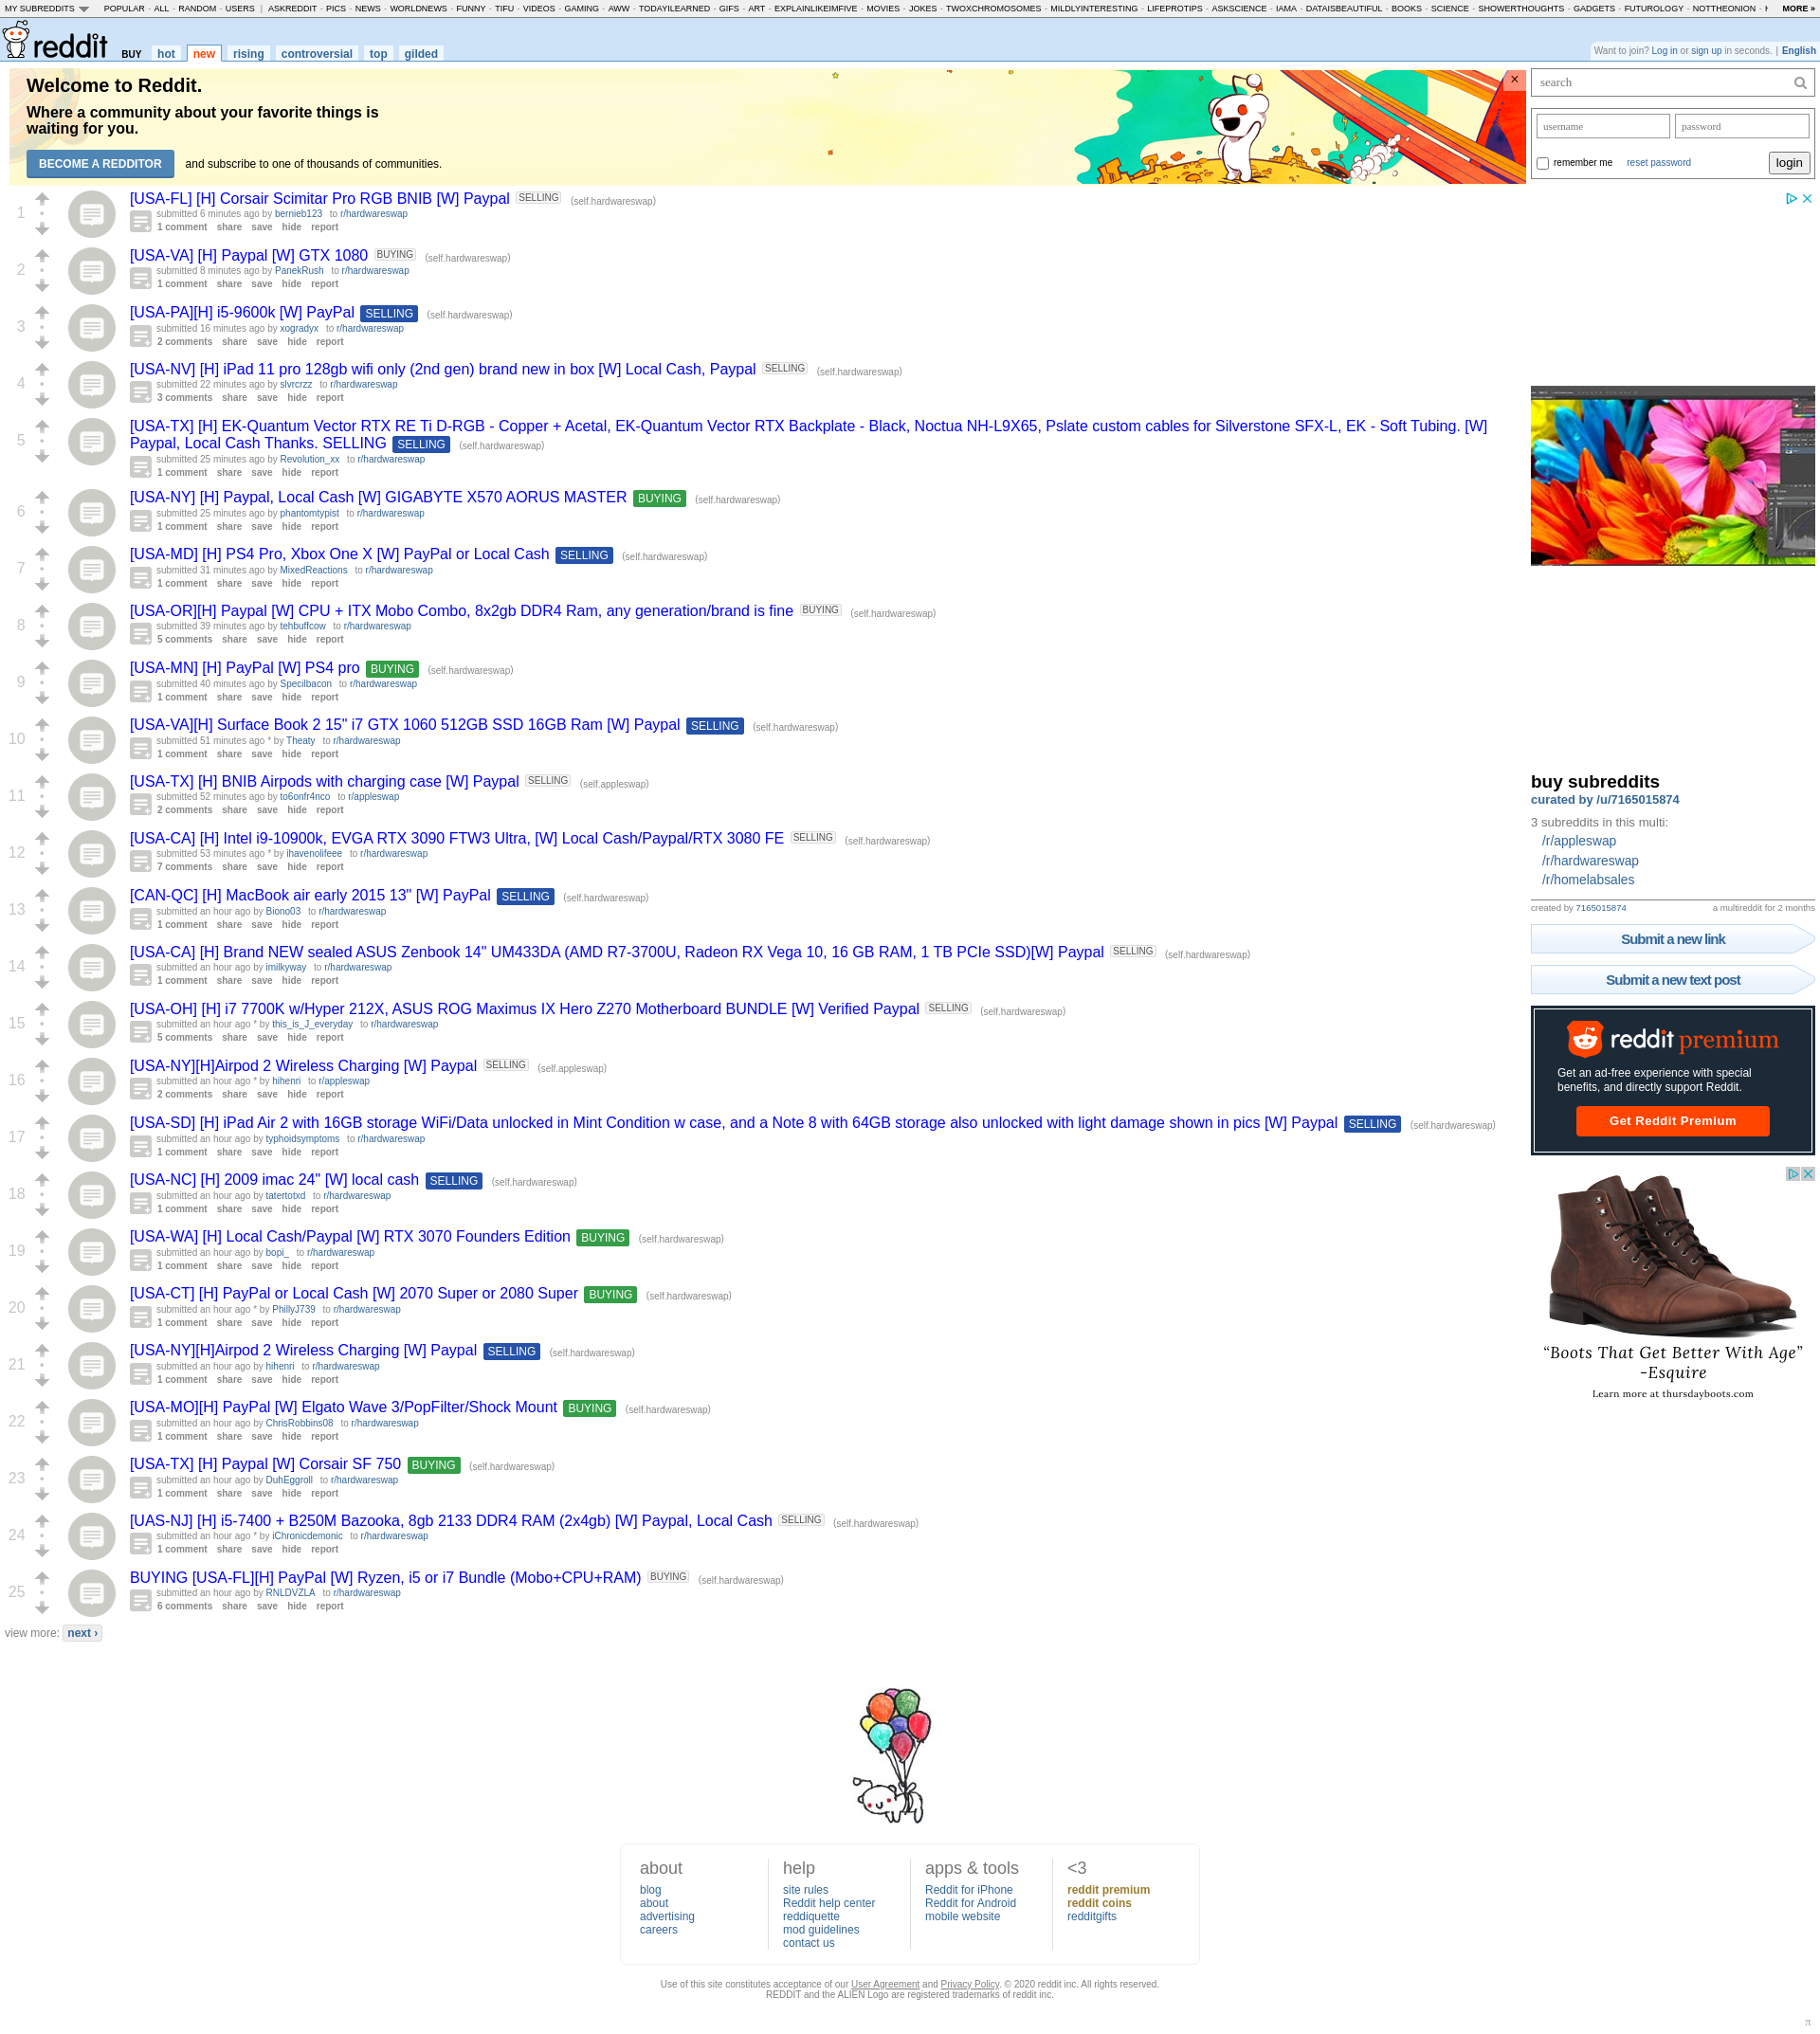 MY SUBREDDITS POPULAR - ALL - RANDOM - USERS | ASKREDDIT - PICS - NEWS - WORLDNEWS - FUNNY - TIFU - VIDEOS - GAMING - AWW - TODAYILEARNED - GIFS - ART - EXPLAINLIKEIMFIVE - MOVIES - JOKES - TWOXCHROMOSOMES - MILDLYINTERESTING - LIFEPROTIPS - ASKSCIENCE - IAMA - DATAISBEAUTIFUL - BOOKS - SCIENCE - SHOWERTHOUGHTS - GADGETS - FUTUROLOGY - NOTTHEONION - MORE »
reddit BUY hot new rising controversial top gilded
Want to join? Log in or sign up in seconds. | English
Welcome to Reddit.
Where a community about your favorite things is
waiting for you.
BECOME A REDDITOR and subscribe to one of thousands of communities.
×
search
username password
remember me reset password login
1 [USA-FL] [H] Corsair Scimitar Pro RGB BNIB [W] Paypal SELLING (self.hardwareswap)
submitted 6 minutes ago by bernieb123 to r/hardwareswap
1 comment share save hide report
2 [USA-VA] [H] Paypal [W] GTX 1080 BUYING (self.hardwareswap)
submitted 8 minutes ago by PanekRush to r/hardwareswap
1 comment share save hide report
3 [USA-PA][H] i5-9600k [W] PayPal SELLING (self.hardwareswap)
submitted 16 minutes ago by xogradyx to r/hardwareswap
2 comments share save hide report
4 [USA-NV] [H] iPad 11 pro 128gb wifi only (2nd gen) brand new in box [W] Local Cash, Paypal SELLING (self.hardwareswap)
submitted 22 minutes ago by slvrcrzz to r/hardwareswap
3 comments share save hide report
5 [USA-TX] [H] EK-Quantum Vector RTX RE Ti D-RGB - Copper + Acetal, EK-Quantum Vector RTX Backplate - Black, Noctua NH-L9X65, Pslate custom cables for Silverstone SFX-L, EK - Soft Tubing. [W]
Paypal, Local Cash Thanks. SELLING SELLING (self.hardwareswap)
submitted 25 minutes ago by Revolution_xx to r/hardwareswap
1 comment share save hide report
6 [USA-NY] [H] Paypal, Local Cash [W] GIGABYTE X570 AORUS MASTER BUYING (self.hardwareswap)
submitted 25 minutes ago by phantomtypist to r/hardwareswap
1 comment share save hide report
7 [USA-MD] [H] PS4 Pro, Xbox One X [W] PayPal or Local Cash SELLING (self.hardwareswap)
submitted 31 minutes ago by MixedReactions to r/hardwareswap
1 comment share save hide report
8 [USA-OR][H] Paypal [W] CPU + ITX Mobo Combo, 8x2gb DDR4 Ram, any generation/brand is fine BUYING (self.hardwareswap)
submitted 39 minutes ago by tehbuffcow to r/hardwareswap
5 comments share save hide report
9 [USA-MN] [H] PayPal [W] PS4 pro BUYING (self.hardwareswap)
submitted 40 minutes ago by Specilbacon to r/hardwareswap
1 comment share save hide report
10 [USA-VA][H] Surface Book 2 15" i7 GTX 1060 512GB SSD 16GB Ram [W] Paypal SELLING (self.hardwareswap)
submitted 51 minutes ago * by Theaty to r/hardwareswap
1 comment share save hide report
11 [USA-TX] [H] BNIB Airpods with charging case [W] Paypal SELLING (self.appleswap)
submitted 52 minutes ago by to6onfr4nco to r/appleswap
2 comments share save hide report
12 [USA-CA] [H] Intel i9-10900k, EVGA RTX 3090 FTW3 Ultra, [W] Local Cash/Paypal/RTX 3080 FE SELLING (self.hardwareswap)
submitted 53 minutes ago * by ihavenolifeee to r/hardwareswap
7 comments share save hide report
13 [CAN-QC] [H] MacBook air early 2015 13" [W] PayPal SELLING (self.hardwareswap)
submitted an hour ago by Biono03 to r/hardwareswap
1 comment share save hide report
14 [USA-CA] [H] Brand NEW sealed ASUS Zenbook 14" UM433DA (AMD R7-3700U, Radeon RX Vega 10, 16 GB RAM, 1 TB PCIe SSD)[W] Paypal SELLING (self.hardwareswap)
submitted an hour ago by imilkyway to r/hardwareswap
1 comment share save hide report
15 [USA-OH] [H] i7 7700K w/Hyper 212X, ASUS ROG Maximus IX Hero Z270 Motherboard BUNDLE [W] Verified Paypal SELLING (self.hardwareswap)
submitted an hour ago * by this_is_J_everyday to r/hardwareswap
5 comments share save hide report
16 [USA-NY][H]Airpod 2 Wireless Charging [W] Paypal SELLING (self.appleswap)
submitted an hour ago * by hihenri to r/appleswap
2 comments share save hide report
17 [USA-SD] [H] iPad Air 2 with 16GB storage WiFi/Data unlocked in Mint Condition w case, and a Note 8 with 64GB storage also unlocked with light damage shown in pics [W] Paypal SELLING (self.hardwareswap)
submitted an hour ago by typhoidsymptoms to r/hardwareswap
1 comment share save hide report
18 [USA-NC] [H] 2009 imac 24" [W] local cash SELLING (self.hardwareswap)
submitted an hour ago by tatertotxd to r/hardwareswap
1 comment share save hide report
19 [USA-WA] [H] Local Cash/Paypal [W] RTX 3070 Founders Edition BUYING (self.hardwareswap)
submitted an hour ago by bopi_ to r/hardwareswap
1 comment share save hide report
20 [USA-CT] [H] PayPal or Local Cash [W] 2070 Super or 2080 Super BUYING (self.hardwareswap)
submitted an hour ago * by PhillyJ739 to r/hardwareswap
1 comment share save hide report
21 [USA-NY][H]Airpod 2 Wireless Charging [W] Paypal SELLING (self.hardwareswap)
submitted an hour ago by hihenri to r/hardwareswap
1 comment share save hide report
22 [USA-MO][H] PayPal [W] Elgato Wave 3/PopFilter/Shock Mount BUYING (self.hardwareswap)
submitted an hour ago by ChrisRobbins08 to r/hardwareswap
1 comment share save hide report
23 [USA-TX] [H] Paypal [W] Corsair SF 750 BUYING (self.hardwareswap)
submitted an hour ago by DuhEggroll to r/hardwareswap
1 comment share save hide report
24 [UAS-NJ] [H] i5-7400 + B250M Bazooka, 8gb 2133 DDR4 RAM (2x4gb) [W] Paypal, Local Cash SELLING (self.hardwareswap)
submitted an hour ago * by iChronicdemonic to r/hardwareswap
1 comment share save hide report
25 BUYING [USA-FL][H] PayPal [W] Ryzen, i5 or i7 Bundle (Mobo+CPU+RAM) BUYING (self.hardwareswap)
submitted an hour ago by RNLDVZLA to r/hardwareswap
6 comments share save hide report
view more: next ›
buy subreddits
curated by /u/7165015874
3 subreddits in this multi:
/r/appleswap
/r/hardwareswap
/r/homelabsales
created by 7165015874 a multireddit for 2 months
Submit a new link
Submit a new text post
reddit premium
Get an ad-free experience with special
benefits, and directly support Reddit.
Get Reddit Premium
“Boots That Get Better With Age”
-Esquire
Learn more at thursdayboots.com
about
blog
about
advertising
careers
help
site rules
Reddit help center
reddiquette
mod guidelines
contact us
apps & tools
Reddit for iPhone
Reddit for Android
mobile website
<3
reddit premium
reddit coins
redditgifts
Use of this site constitutes acceptance of our User Agreement and Privacy Policy. © 2020 reddit inc. All rights reserved.
REDDIT and the ALIEN Logo are registered trademarks of reddit inc.
π